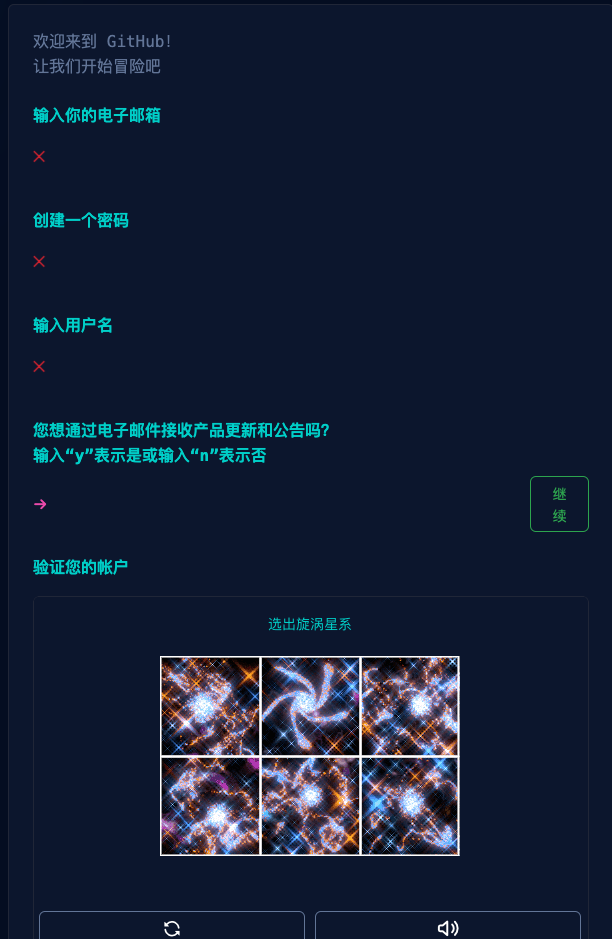 欢迎来到 GitHub!
让我们开始冒险吧
输入你的电子邮箱
创建一个密码
输入用户名
您想通过电子邮件接收产品更新和公告吗?
输入“y”表示是或输入“n”表示否
继
续
验证您的帐户
选出旋涡星系